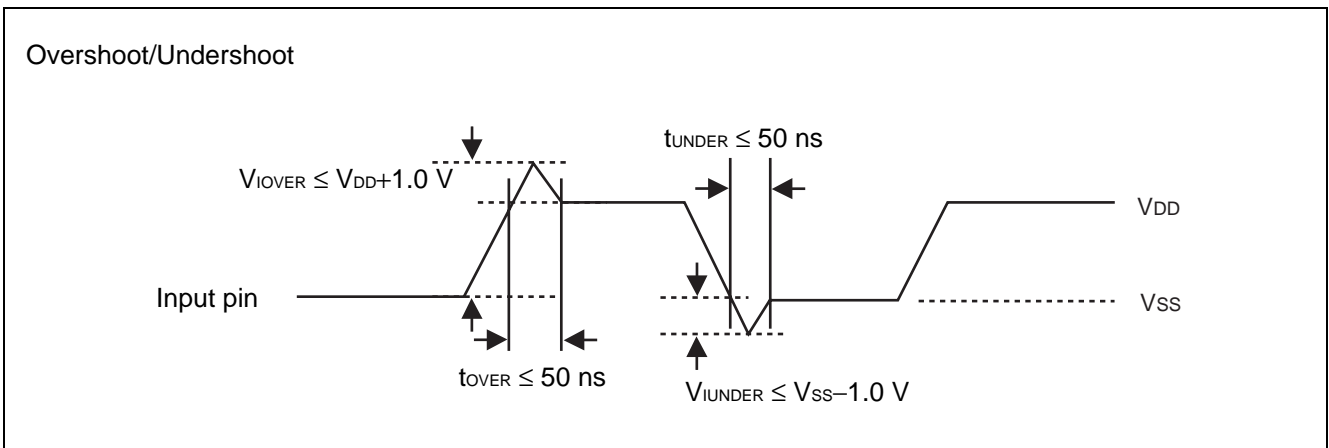 Overshoot/Undershoot
tUNDER ≤ 50 ns
VIOVER ≤ VDD+1.0 V
VDD
Input pin
VSS
tOVER ≤ 50 ns
VIUNDER ≤ VSS−1.0 V